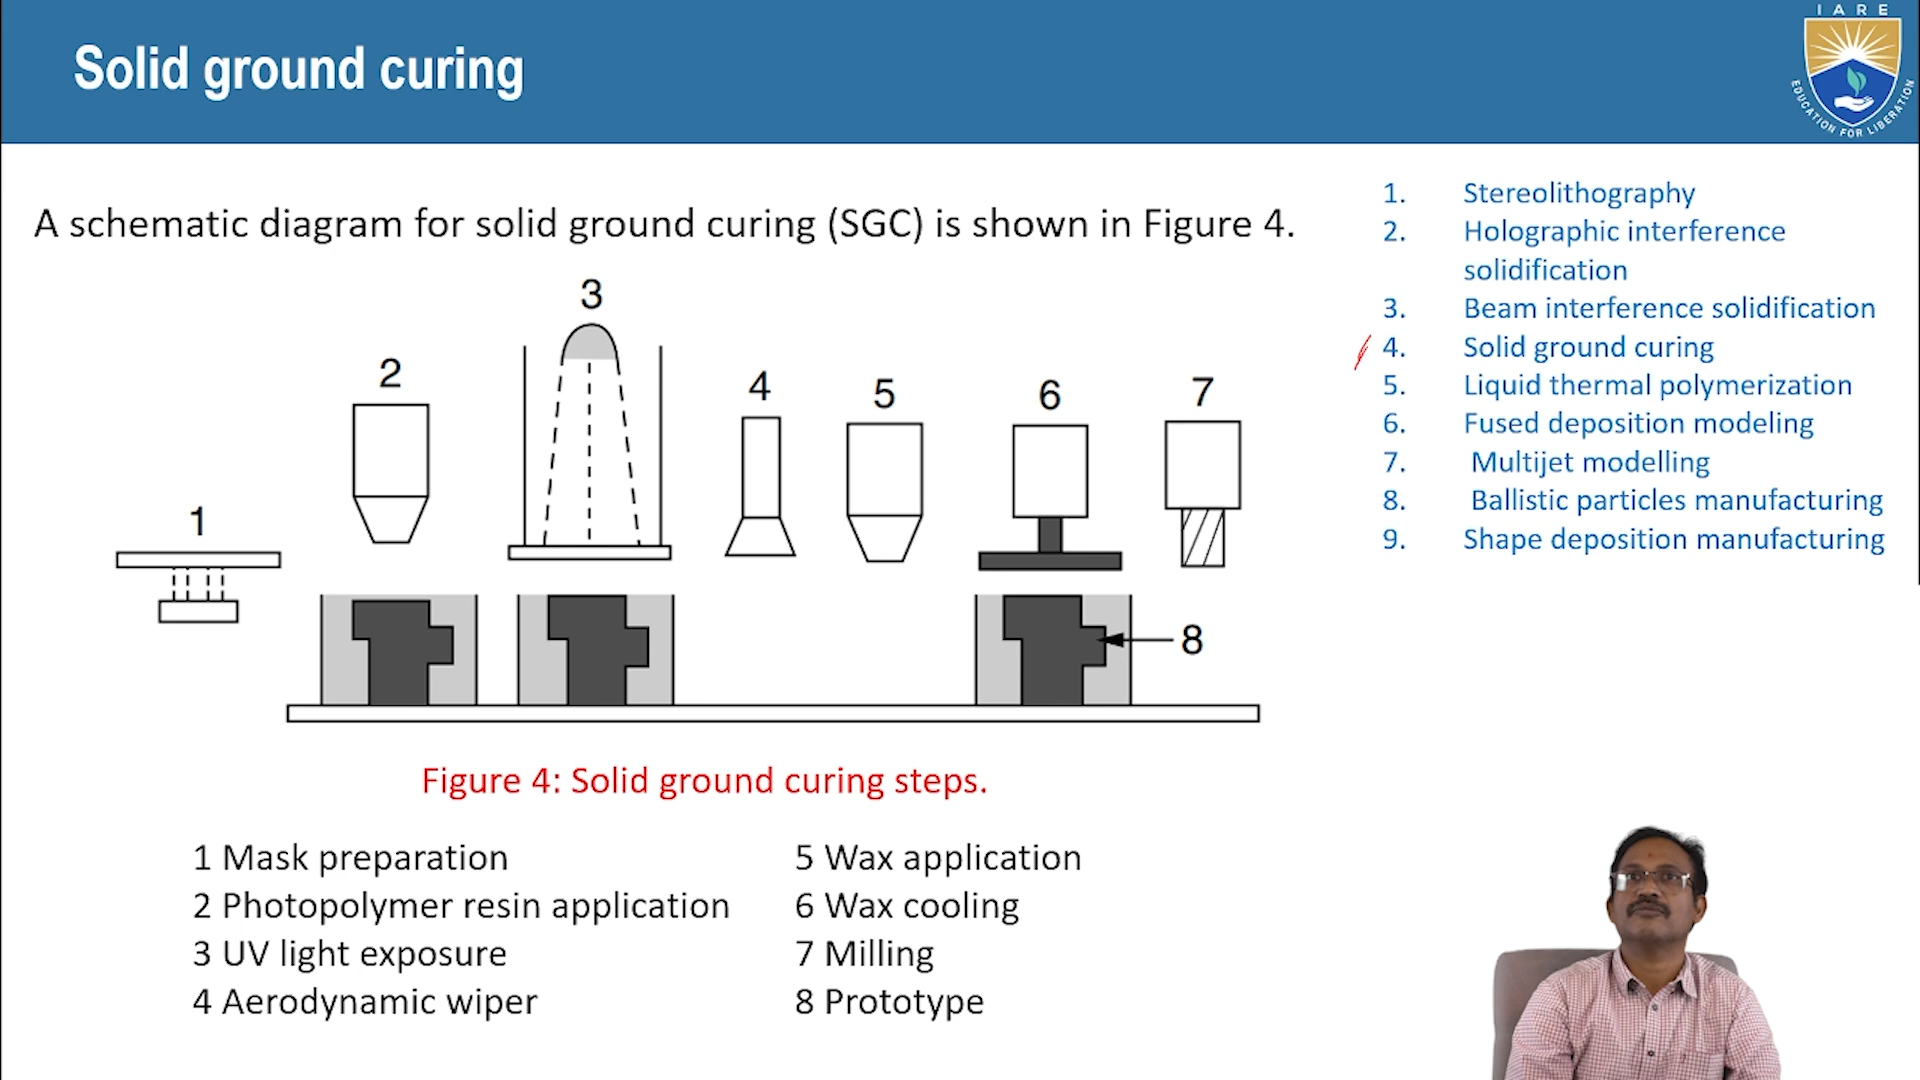 IARE
EDUCATION FOR LIBERATION
Solid ground curing
A schematic diagram for solid ground curing (SGC) is shown in Figure 4.
1
2
3
4
5
6
7
8
Figure 4: Solid ground curing steps.
1 Mask preparation
2 Photopolymer resin application
3 UV light exposure
4 Aerodynamic wiper
5 Wax application
6 Wax cooling
7 Milling
8 Prototype
1. Stereolithography
2. Holographic interference
solidification
3. Beam interference solidification
4. Solid ground curing
5. Liquid thermal polymerization
6. Fused deposition modeling
7. Multijet modelling
8. Ballistic particles manufacturing
9. Shape deposition manufacturing